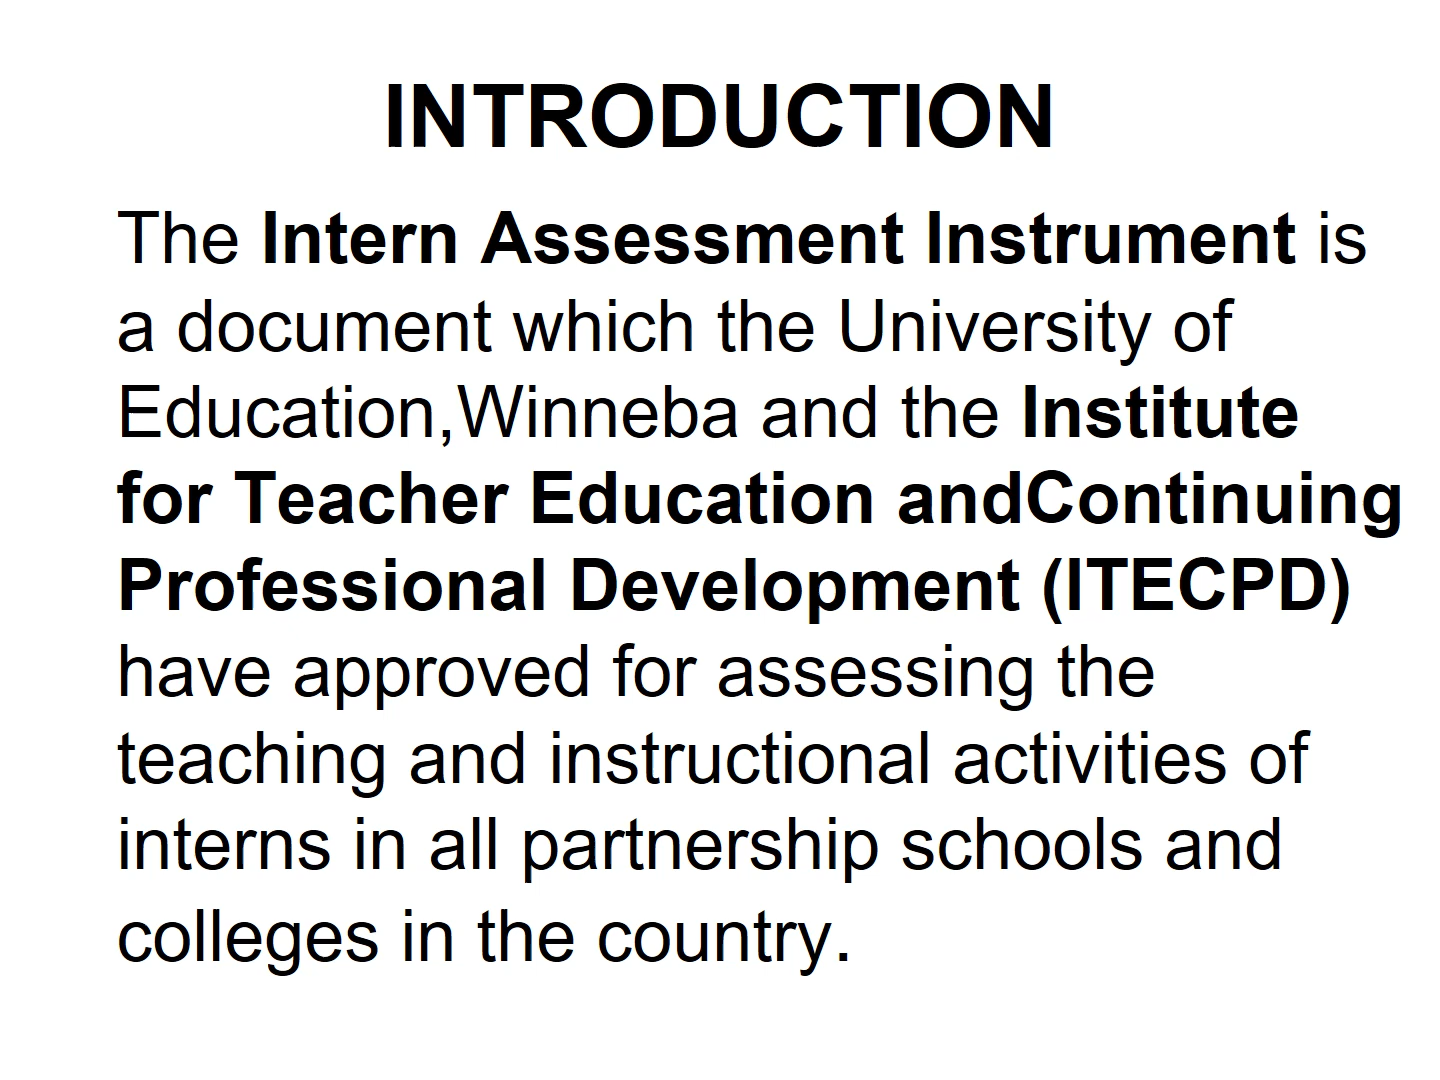 INTRODUCTION
The Intern Assessment Instrument is
a document which the University of
Education,Winneba and the Institute
for Teacher Education andContinuing
Professional Development (ITECPD)
have approved for assessing the
teaching and instructional activities of
interns in all partnership schools and
colleges in the country.